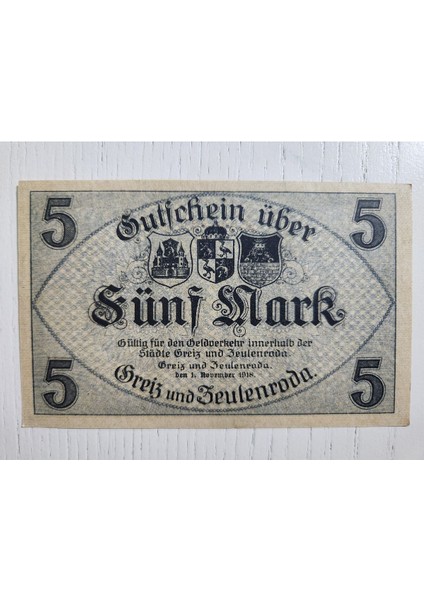 5 5
Gutschein über
Fünf Mark
Gültig für den Geldverkehr innerhalb der
Städte Greiz und Zeulenroda.
Greiz und Zeulenroda.
den 1. November 1918.
5 5
Greiz und Zeulenroda.